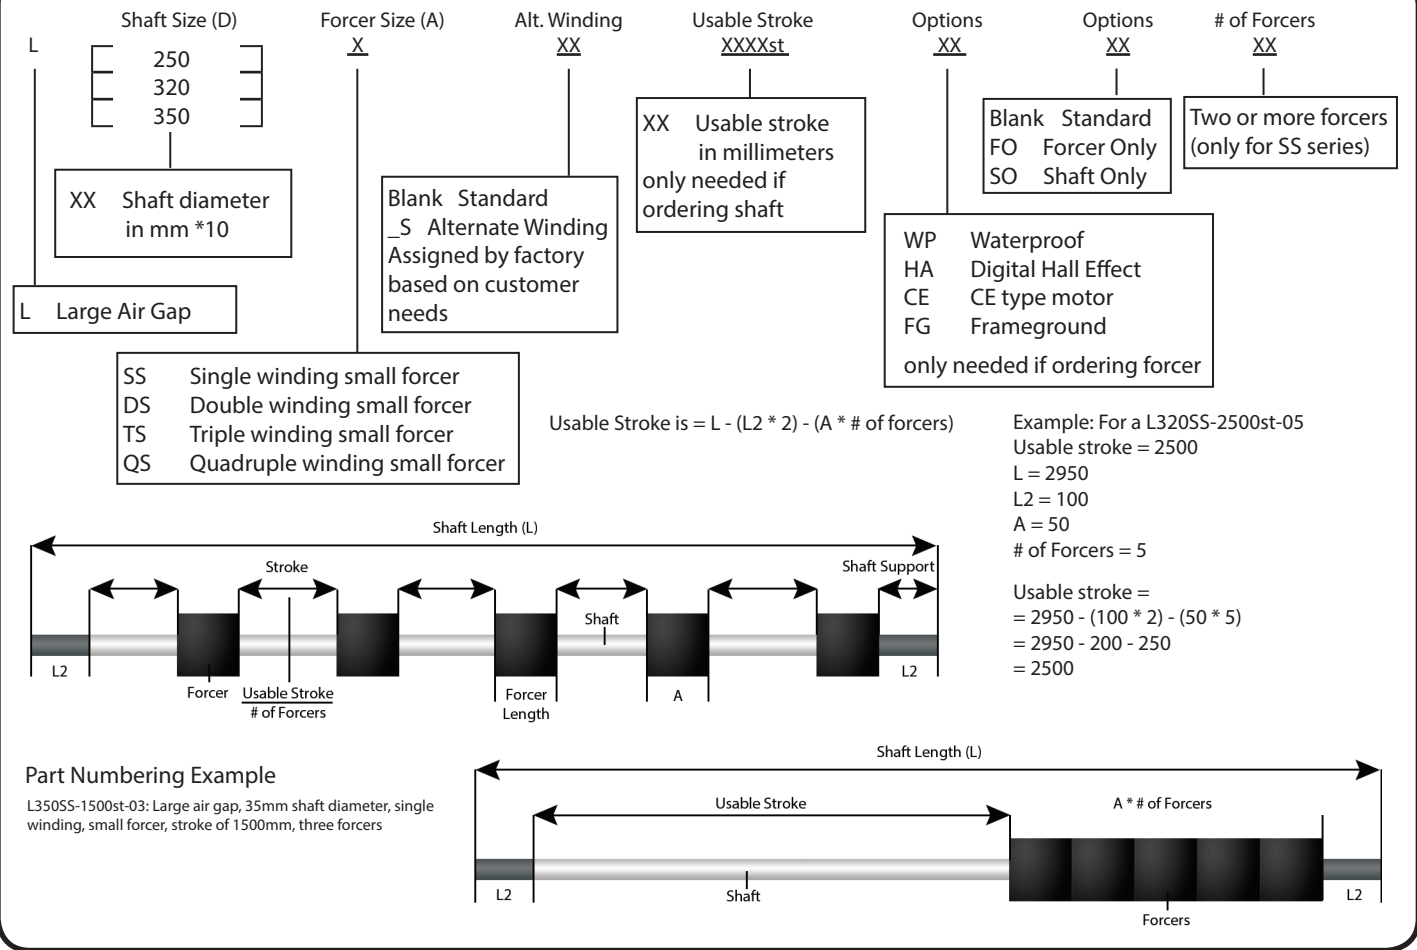 Shaft Size (D)
Forcer Size (A)
Alt. Winding
Usable Stroke
Options
Options
# of Forcers
L
X
XX
XXXXst
XX
XX
XX
250
320
350
XX Shaft diameter
in mm *10
L Large Air Gap
Blank Standard
_S Alternate Winding
Assigned by factory
based on customer
needs
XX Usable stroke
in millimeters
only needed if
ordering shaft
Blank Standard
FO Forcer Only
SO Shaft Only
Two or more forcers
(only for SS series)
WP Waterproof
HA Digital Hall Effect
CE CE type motor
FG Frameground
only needed if ordering forcer
SS Single winding small forcer
DS Double winding small forcer
TS Triple winding small forcer
QS Quadruple winding small forcer
Usable Stroke is = L - (L2 * 2) - (A * # of forcers)
Example: For a L320SS-2500st-05
Usable stroke = 2500
L = 2950
L2 = 100
A = 50
# of Forcers = 5
Usable stroke =
= 2950 - (100 * 2) - (50 * 5)
= 2950 - 200 - 250
= 2500
Shaft Length (L)
Stroke
Shaft Support
Shaft
L2
Forcer
Usable Stroke
# of Forcers
Forcer
Length
A
L2
Part Numbering Example
L350SS-1500st-03: Large air gap, 35mm shaft diameter, single
winding, small forcer, stroke of 1500mm, three forcers
Shaft Length (L)
Usable Stroke
A * # of Forcers
L2
Shaft
Forcers
L2